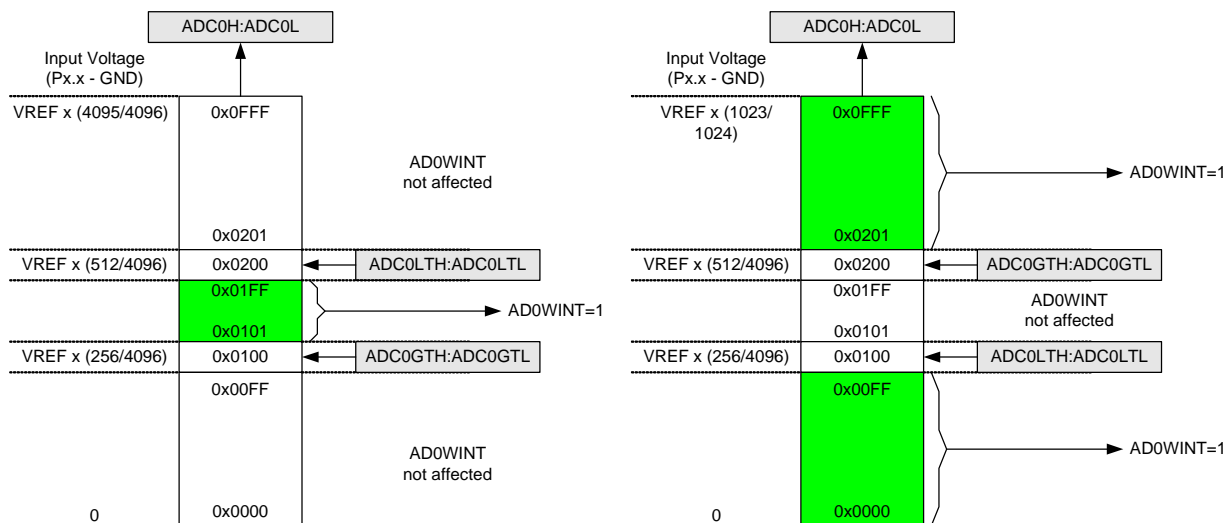 ADC0H:ADC0L
Input Voltage
(Px.x - GND)
VREF x (4095/4096)
0x0FFF
AD0WINT
not affected
0x0201
VREF x (512/4096)
0x0200
ADC0LTH:ADC0LTL
0x01FF
AD0WINT=1
0x0101
VREF x (256/4096)
0x0100
ADC0GTH:ADC0GTL
0x00FF
AD0WINT
not affected
0
0x0000
ADC0H:ADC0L
Input Voltage
(Px.x - GND)
VREF x (1023/
1024)
0x0FFF
AD0WINT=1
0x0201
VREF x (512/4096)
0x0200
ADC0GTH:ADC0GTL
0x01FF
AD0WINT
not affected
0x0101
VREF x (256/4096)
0x0100
ADC0LTH:ADC0LTL
0x00FF
AD0WINT=1
0
0x0000